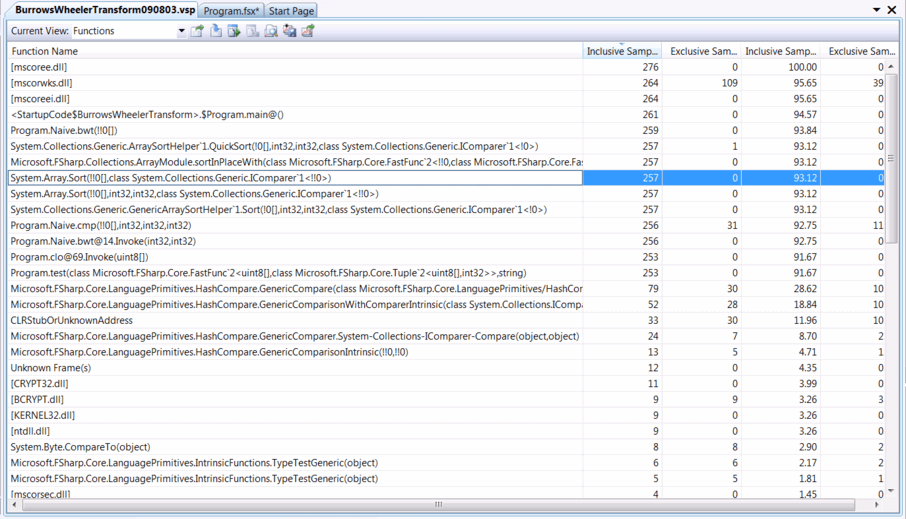 BurrowsWheelerTransform090803.vsp Program.fsx* Start Page
Current View: Functions
Function Name Inclusive Samp... Exclusive Sam... Inclusive Samp... Exclusive Sam...
[mscoree.dll] 276 0 100.00 0
[mscorwks.dll] 264 109 95.65 39
[mscoreei.dll] 264 0 95.65 0
<StartupCode$BurrowsWheelerTransform>.$Program.main@() 261 0 94.57 0
Program.Naive.bwt(!!0[]) 259 0 93.84 0
System.Collections.Generic.ArraySortHelper`1.QuickSort(!0[],int32,int32,class System.Collections.Generic.IComparer`1<!0>) 257 1 93.12 0
Microsoft.FSharp.Collections.ArrayModule.sortInPlaceWith(class Microsoft.FSharp.Core.FastFunc`2<!!0,class Microsoft.FSharp.Core.Fas 257 0 93.12 0
System.Array.Sort(!!0[],class System.Collections.Generic.IComparer`1<!!0>) 257 0 93.12 0
System.Array.Sort(!!0[],int32,int32,class System.Collections.Generic.IComparer`1<!!0>) 257 0 93.12 0
System.Collections.Generic.GenericArraySortHelper`1.Sort(!0[],int32,int32,class System.Collections.Generic.IComparer`1<!0>) 257 0 93.12 0
Program.Naive.cmp(!!0[],int32,int32,int32) 256 31 92.75 11
Program.Naive.bwt@14.Invoke(int32,int32) 256 0 92.75 0
Program.clo@69.Invoke(uint8[]) 253 0 91.67 0
Program.test(class Microsoft.FSharp.Core.FastFunc`2<uint8[],class Microsoft.FSharp.Core.Tuple`2<uint8[],int32>>,string) 253 0 91.67 0
Microsoft.FSharp.Core.LanguagePrimitives.HashCompare.GenericCompare(class Microsoft.FSharp.Core.LanguagePrimitives/HashCor 79 30 28.62 10
Microsoft.FSharp.Core.LanguagePrimitives.HashCompare.GenericComparisonWithComparerIntrinsic(class System.Collections.ICompa 52 28 18.84 10
CLRStubOrUnknownAddress 33 30 11.96 10
Microsoft.FSharp.Core.LanguagePrimitives.HashCompare.GenericComparer.System-Collections-IComparer-Compare(object,object) 24 7 8.70 2
Microsoft.FSharp.Core.LanguagePrimitives.HashCompare.GenericComparisonIntrinsic(!!0,!!0) 13 5 4.71 1
Unknown Frame(s) 12 0 4.35 0
[CRYPT32.dll] 11 0 3.99 0
[BCRYPT.dll] 9 9 3.26 3
[KERNEL32.dll] 9 0 3.26 0
[ntdll.dll] 9 0 3.26 0
System.Byte.CompareTo(object) 8 8 2.90 2
Microsoft.FSharp.Core.LanguagePrimitives.IntrinsicFunctions.TypeTestGeneric(object) 6 6 2.17 2
Microsoft.FSharp.Core.LanguagePrimitives.IntrinsicFunctions.TypeTestGeneric(object) 5 5 1.81 1
[mscorsec.dll] 4 0 1.45 0